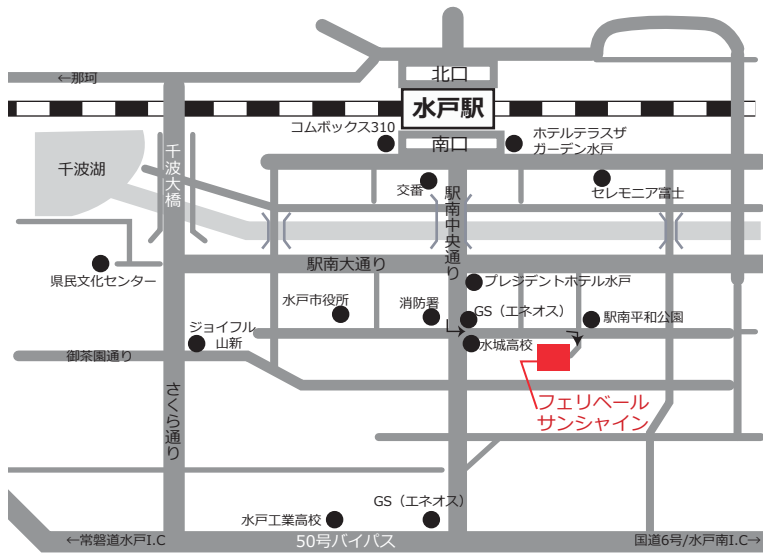 北口
←那珂
水戸駅
コムボックス310
南口
ホテルテラスザ
ガーデン水戸
千波湖
千波大橋
交番
駅南中央通り
セレモニア富士
駅南大通り
県民文化センター
プレジデントホテル水戸
水戸市役所
消防署
GS（エネオス）
駅南平和公園
ジョイフル
山新
水城高校
御茶園通り
フェリベール
サンシャイン
さくら通り
GS（エネオス）
水戸工業高校
←常磐道水戸I.C
50号バイパス
国道6号/水戸南I.C→